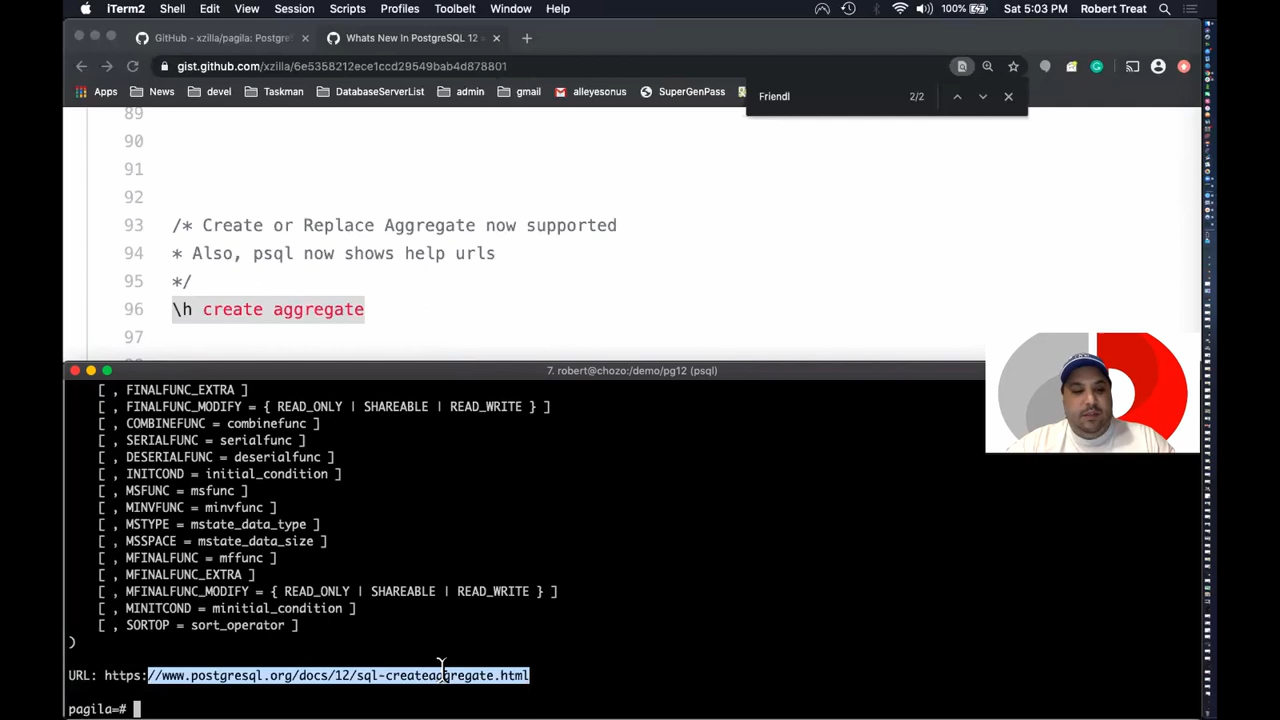 iTerm2 Shell Edit View Session Scripts Profiles Toolbelt Window Help 100% Sat 5:03 PM Robert Treat
GitHub - xzilla/pagila: Postgre
Whats New In PostgreSQL 12
gist.github.com/xzilla/6e5358212ece1ccd29549bab4d878801
Apps News devel Taskman DatabaseServerList admin gmail alleyesonus SuperGenPass
Friendl 2/2
89
90
91
92
93 /* Create or Replace Aggregate now supported
94 * Also, psql now shows help urls
95 */
96 \h create aggregate
97
7. robert@chozo:/demo/pg12 (psql)
[ , FINALFUNC_EXTRA ]
[ , FINALFUNC_MODIFY = { READ_ONLY | SHAREABLE | READ_WRITE } ]
[ , COMBINEFUNC = combinefunc ]
[ , SERIALFUNC = serialfunc ]
[ , DESERIALFUNC = deserialfunc ]
[ , INITCOND = initial_condition ]
[ , MSFUNC = msfunc ]
[ , MINVFUNC = minvfunc ]
[ , MSTYPE = mstate_data_type ]
[ , MSSPACE = mstate_data_size ]
[ , MFINALFUNC = mffunc ]
[ , MFINALFUNC_EXTRA ]
[ , MFINALFUNC_MODIFY = { READ_ONLY | SHAREABLE | READ_WRITE } ]
[ , MINITCOND = minitial_condition ]
[ , SORTOP = sort_operator ]
)
URL: https://www.postgresql.org/docs/12/sql-createaggregate.html
pagila=#